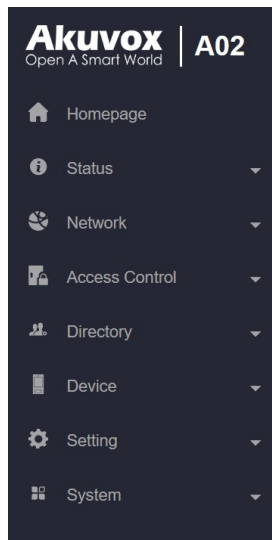 Akuvox
Open A Smart World
A02
Homepage
Status
Network
Access Control
Directory
Device
Setting
System